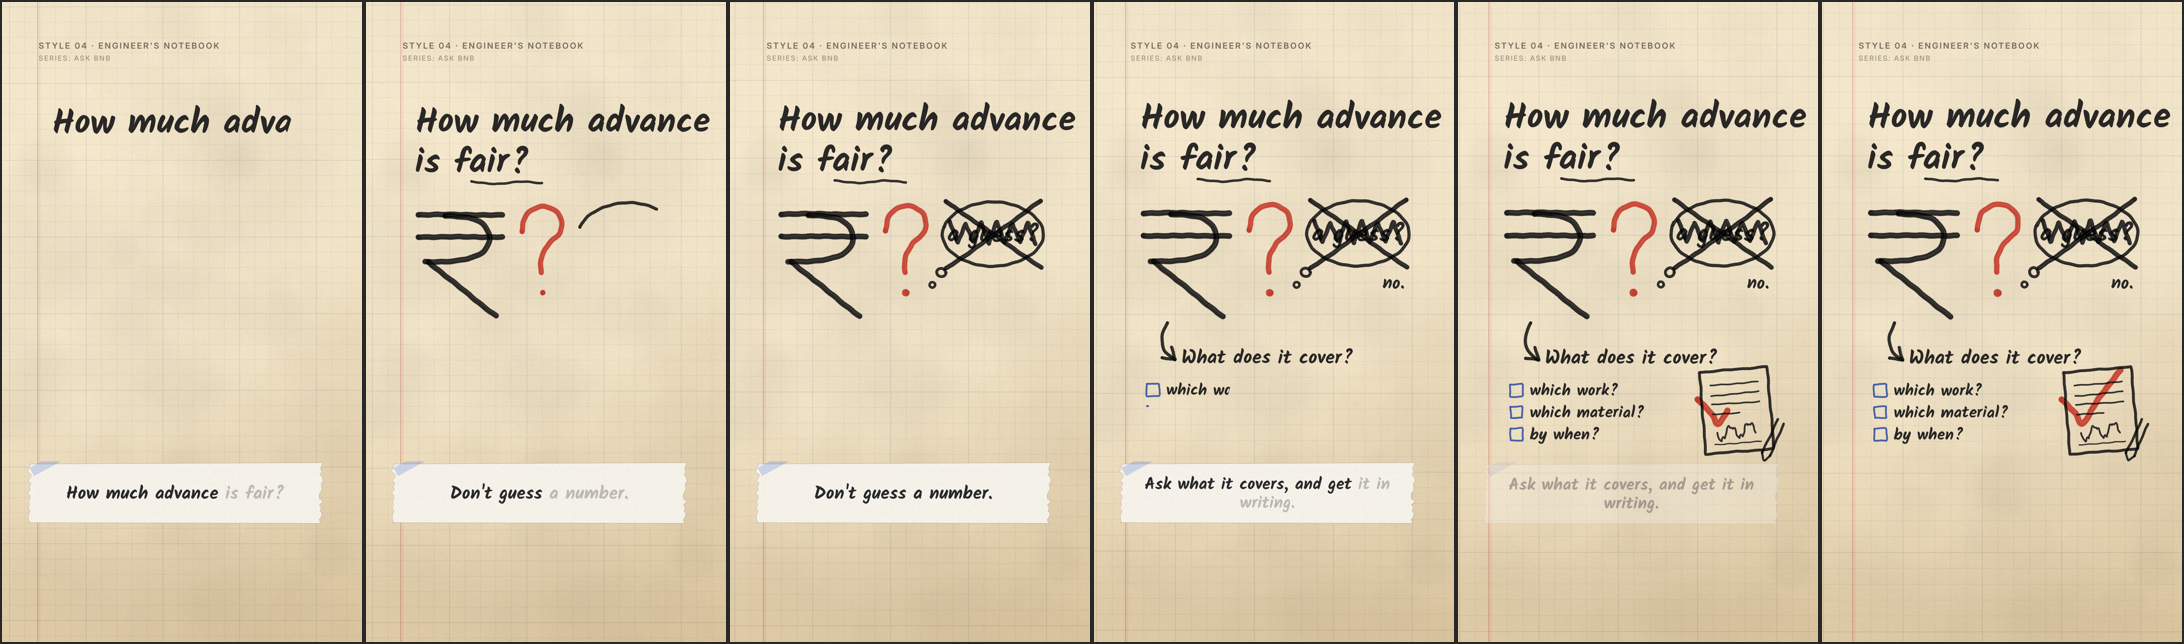 STYLE 04 · ENGINEER'S NOTEBOOK
SERIES: ASK BNB
How much adva
How much advance is fair?
STYLE 04 · ENGINEER'S NOTEBOOK
SERIES: ASK BNB
How much advance
is fair?
₹ ?
Don't guess a number.
STYLE 04 · ENGINEER'S NOTEBOOK
SERIES: ASK BNB
How much advance
is fair?
₹ ?
a guess?
Don't guess a number.
STYLE 04 · ENGINEER'S NOTEBOOK
SERIES: ASK BNB
How much advance
is fair?
₹ ?
a guess?
no.
What does it cover?
which wo
Ask what it covers, and get it in
writing.
STYLE 04 · ENGINEER'S NOTEBOOK
SERIES: ASK BNB
How much advance
is fair?
₹ ?
a guess?
no.
What does it cover?
which work?
which material?
by when?
Ask what it covers, and get it in
writing.
STYLE 04 · ENGINEER'S NOTEBOOK
SERIES: ASK BNB
How much advance
is fair?
₹ ?
a guess?
no.
What does it cover?
which work?
which material?
by when?